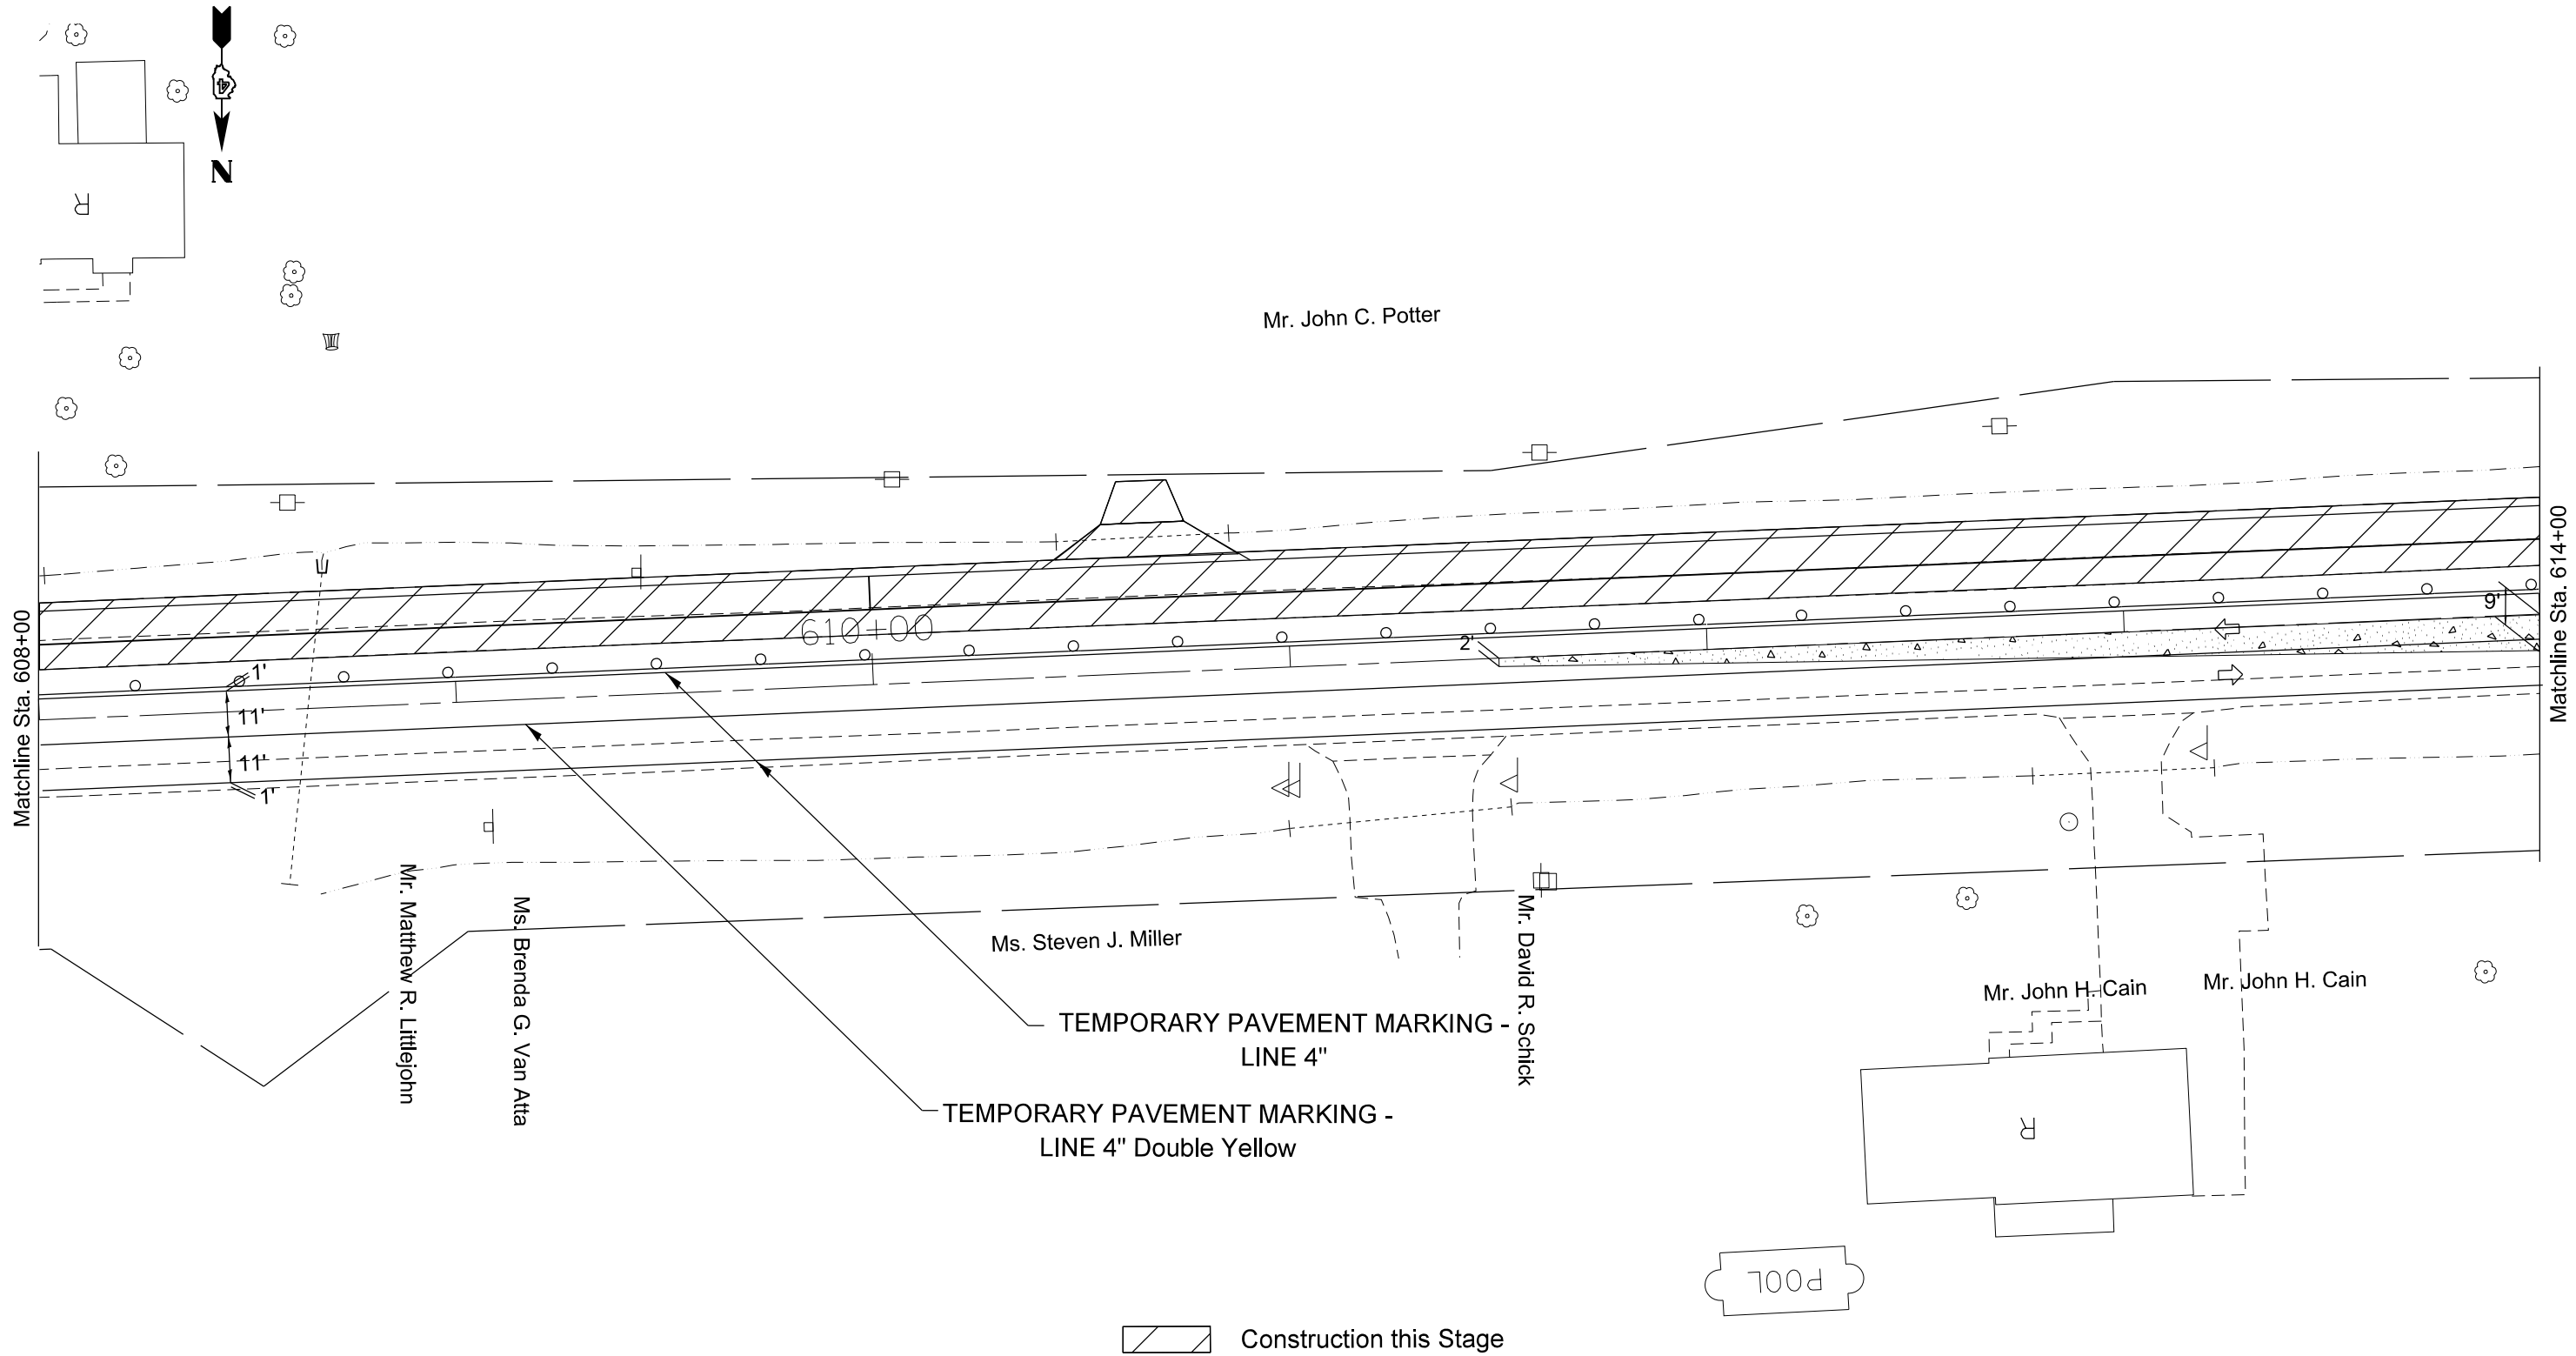 4
N
R
Mr. John C. Potter
Matchline Sta. 608+00
Matchline Sta. 614+00
610+00
9'
2'
1'
11'
11'
1'
Mr. Matthew R. Littlejohn
Ms. Brenda G. Van Atta
Ms. Steven J. Miller
Mr. David R. Schick
Mr. John H. Cain
Mr. John H. Cain
TEMPORARY PAVEMENT MARKING -
LINE 4"
TEMPORARY PAVEMENT MARKING -
LINE 4" Double Yellow
R
POOL
Construction this Stage